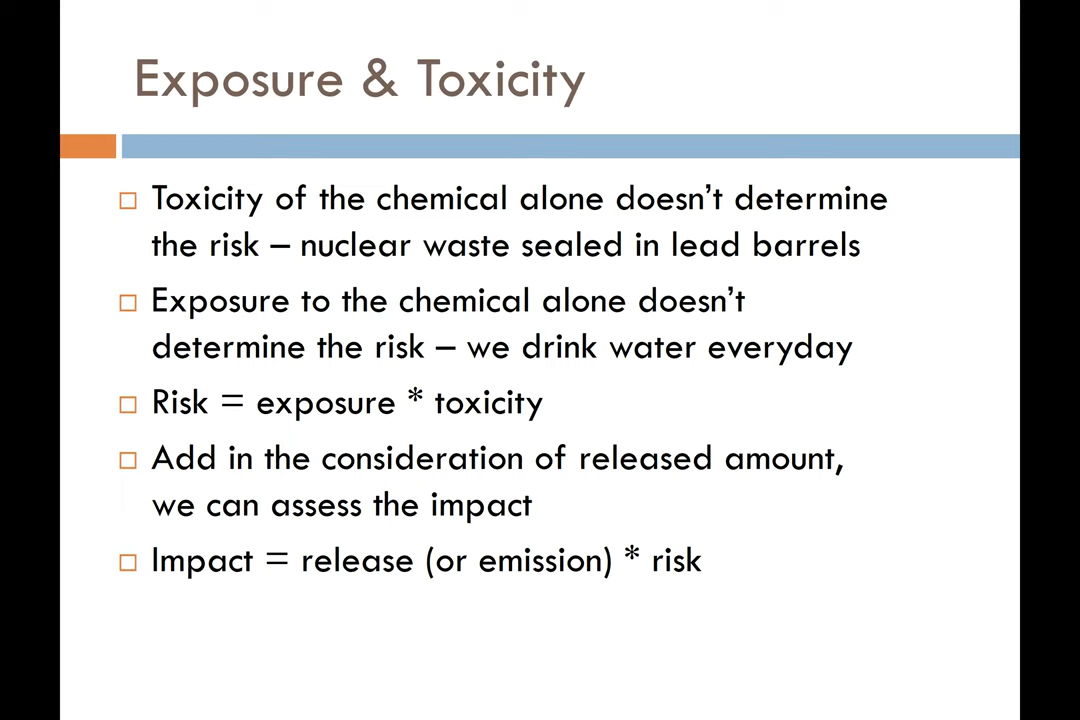 Exposure & Toxicity
Toxicity of the chemical alone doesn’t determine
the risk – nuclear waste sealed in lead barrels
Exposure to the chemical alone doesn’t
determine the risk – we drink water everyday
Risk = exposure * toxicity
Add in the consideration of released amount,
we can assess the impact
Impact = release (or emission) * risk